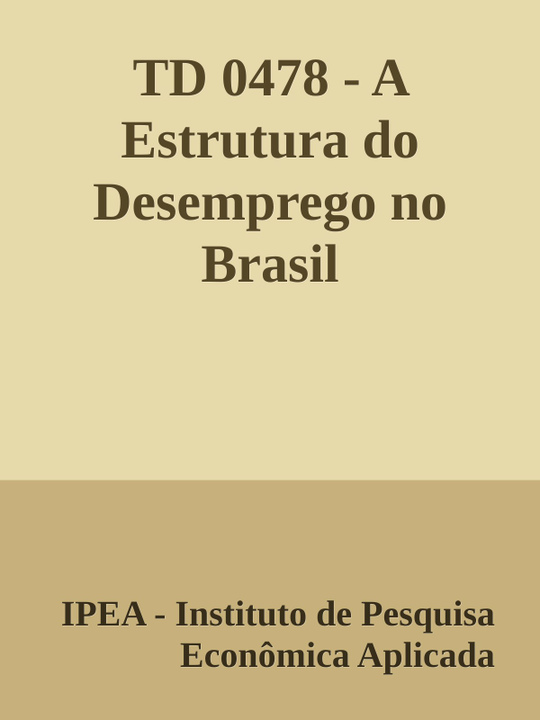 TD 0478 - A
Estrutura do
Desemprego no
Brasil
IPEA - Instituto de Pesquisa
Econômica Aplicada